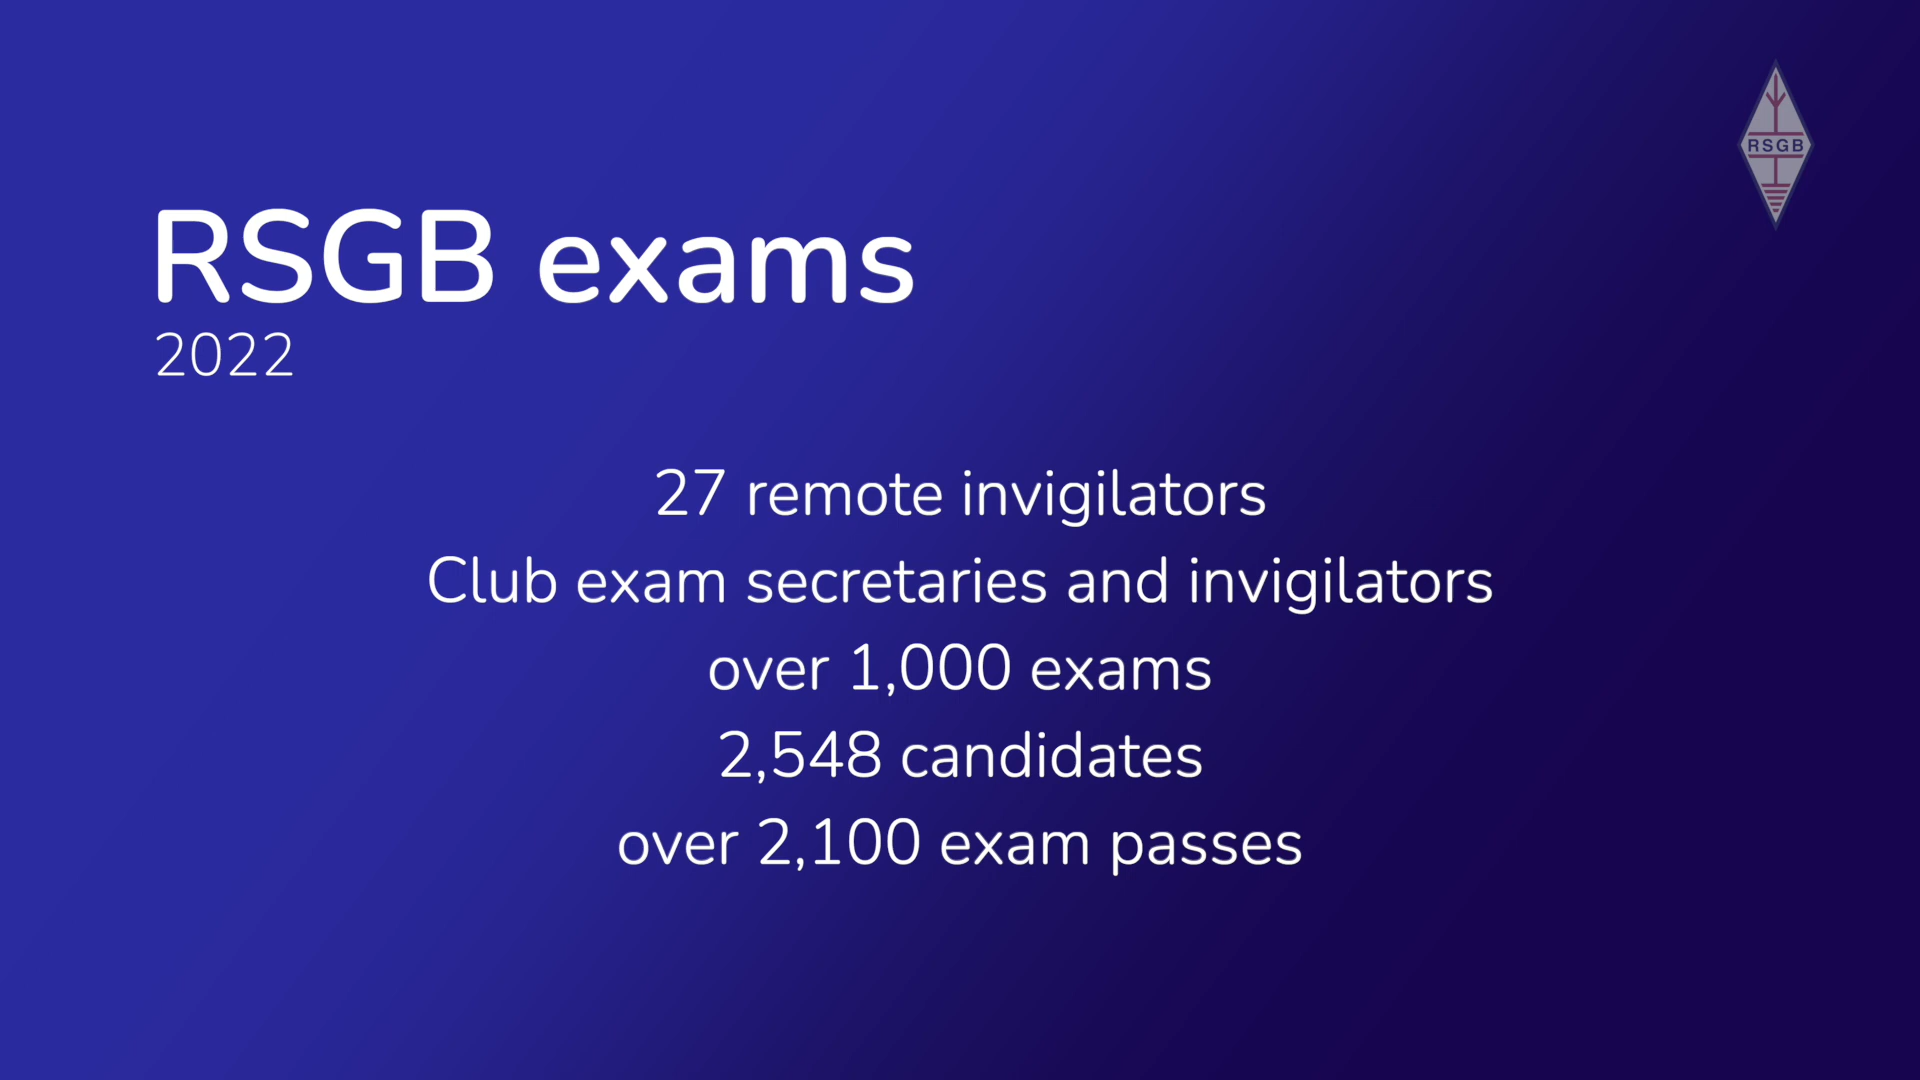 RSGB
RSGB exams
2022
27 remote invigilators
Club exam secretaries and invigilators
over 1,000 exams
2,548 candidates
over 2,100 exam passes